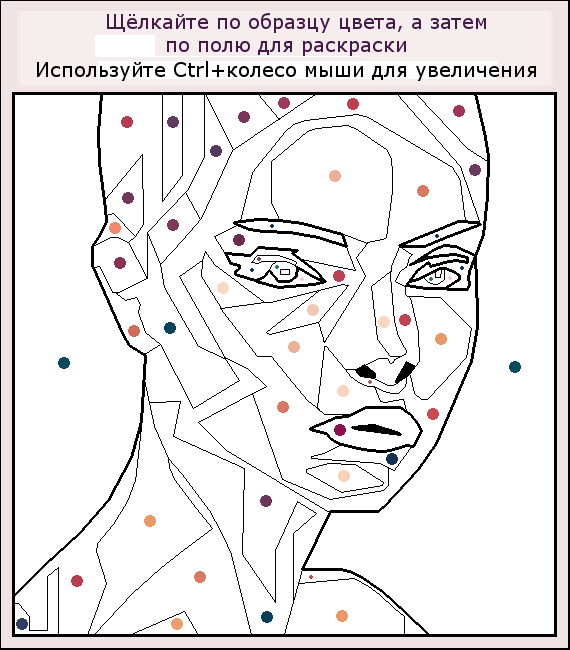 Щёлкайте по образцу цвета, а затем
по полю для раскраски
Используйте Ctrl+колесо мыши для увеличения